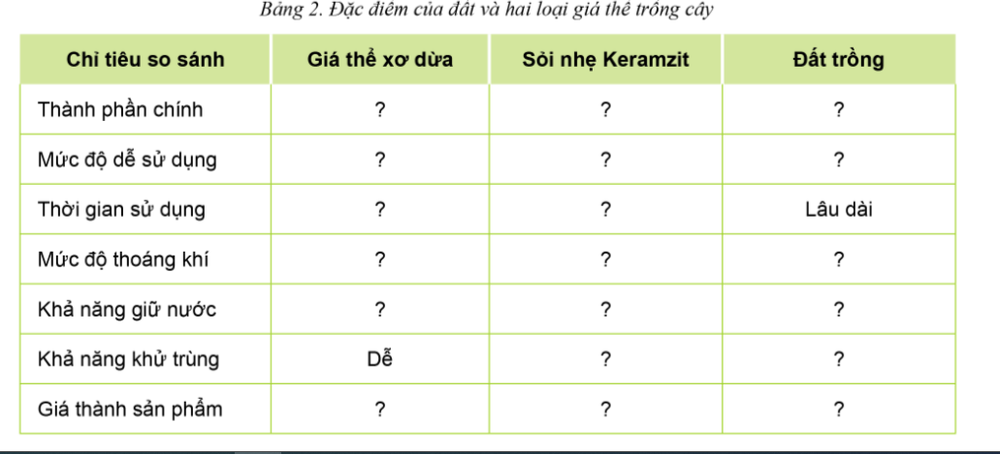 Bảng 2. Đặc điểm của đất và hai loại giá thể trồng cây
Chỉ tiêu so sánh Giá thể xơ dừa Sỏi nhẹ Keramzit Đất trồng
Thành phần chính ? ? ?
Mức độ dễ sử dụng ? ? ?
Thời gian sử dụng ? ? Lâu dài
Mức độ thoáng khí ? ? ?
Khả năng giữ nước ? ? ?
Khả năng khử trùng Dễ ? ?
Giá thành sản phẩm ? ? ?